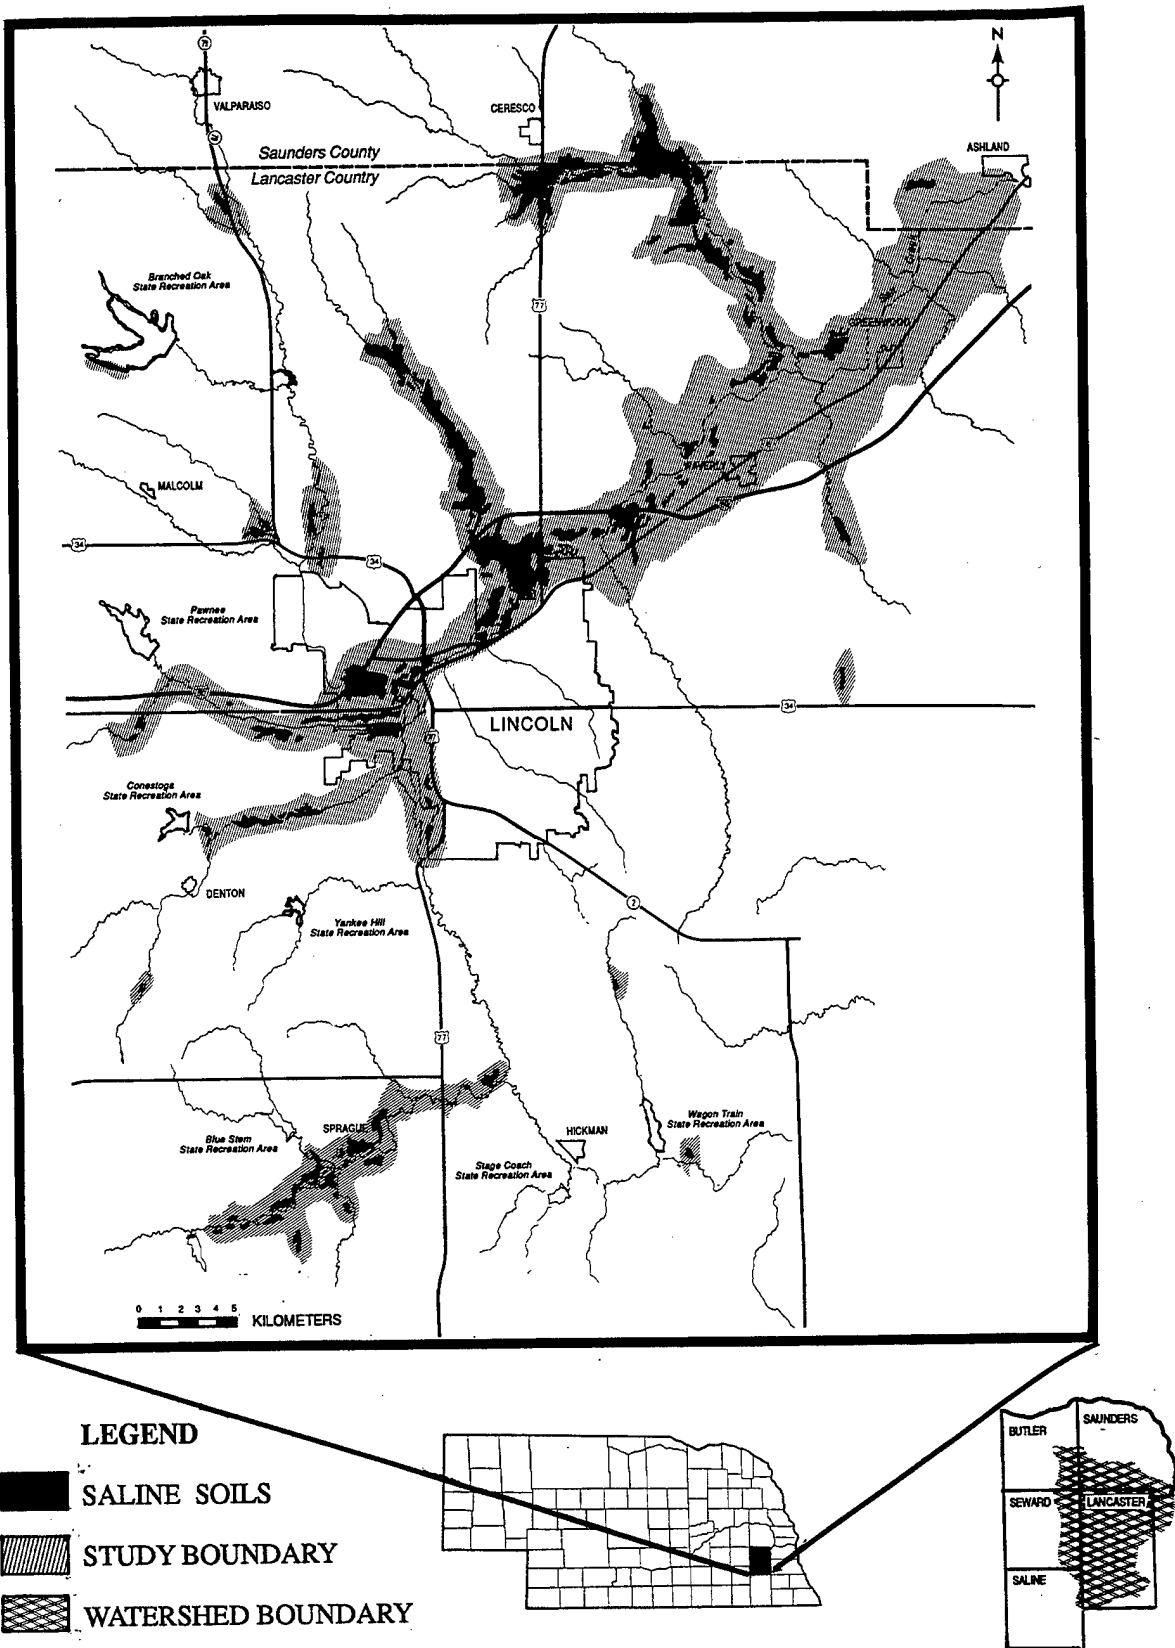 N
79
VALPARAISO
CERESCO
ASHLAND
Saunders County
Lancaster Country
Branched Oak
State Recreation Area
77
GREENWOOD
WAVERLY
MALCOLM
34
34
Pawnee
State Recreation Area
LINCOLN
34
77
Conestoga
State Recreation Area
DENTON
Yankee Hill
State Recreation Area
2
77
SPRAGUE
Blue Stem
State Recreation Area
HICKMAN
Wagon Train
State Recreation Area
Stage Coach
State Recreation Area
0 1 2 3 4 5
KILOMETERS
LEGEND
SALINE SOILS
STUDY BOUNDARY
WATERSHED BOUNDARY
BUTLER
SAUNDERS
SEWARD
LANCASTER
SALINE